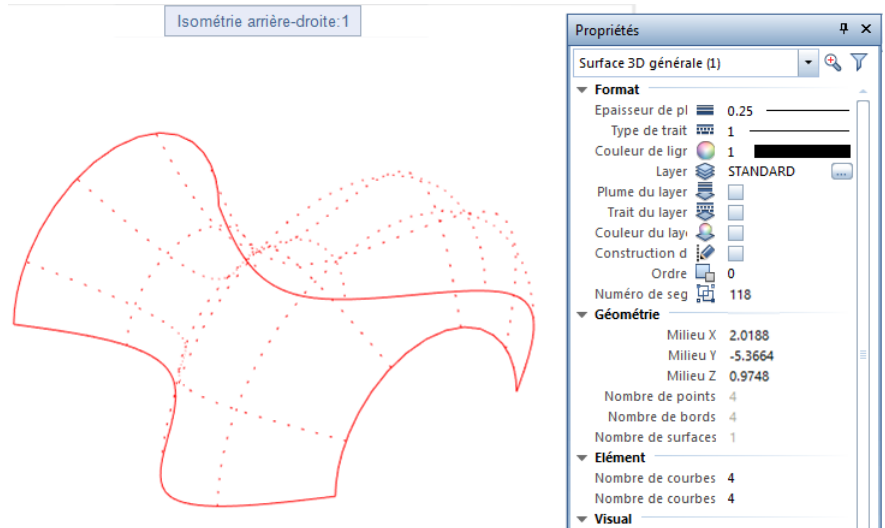 Isométrie arrière-droite:1
Propriétés
Surface 3D générale (1)
Format
Epaisseur de pl 0.25
Type de trait 1
Couleur de ligr 1
Layer STANDARD ...
Plume du layer
Trait du layer
Couleur du laye
Construction d
Ordre 0
Numéro de seg 118
Géométrie
Milieu X 2.0188
Milieu Y -5.3664
Milieu Z 0.9748
Nombre de points 4
Nombre de bords 4
Nombre de surfaces 1
Elément
Nombre de courbes 4
Nombre de courbes 4
Visual